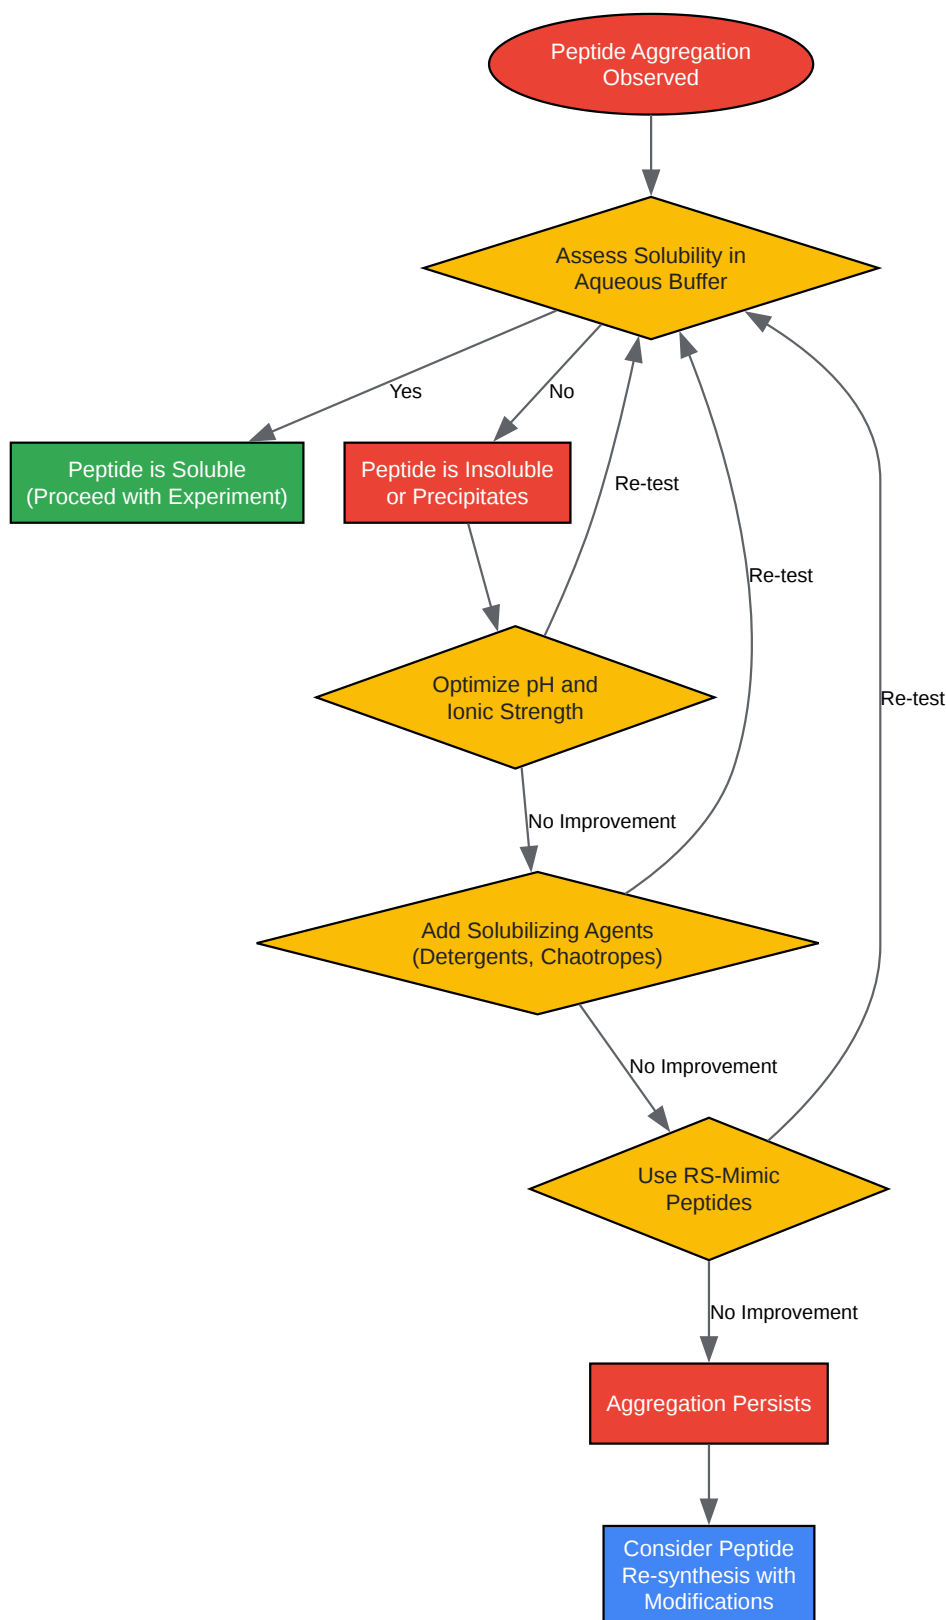 Peptide Aggregation
Observed
Assess Solubility in
Aqueous Buffer
Yes
No
Peptide is Soluble
(Proceed with Experiment)
Peptide is Insoluble
or Precipitates
Re-test
Re-test
Optimize pH and
Ionic Strength
Re-test
No Improvement
Add Solubilizing Agents
(Detergents, Chaotropes)
No Improvement
Use RS-Mimic
Peptides
No Improvement
Aggregation Persists
Consider Peptide
Re-synthesis with
Modifications